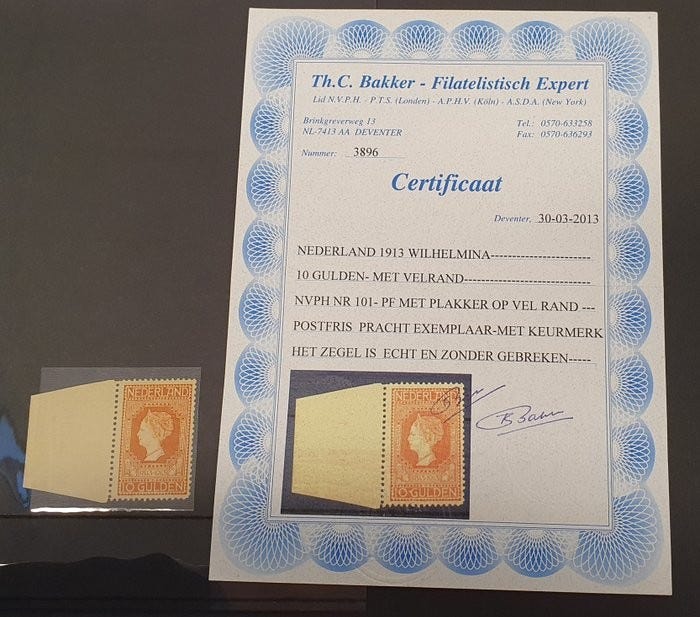 Th.C. Bakker - Filatelistisch Expert
Lid N.V.P.H. - P.T.S. (Londen) - A.P.H.V. (Köln) - A.S.D.A. (New York)
Brinkgreverweg 13
NL-7413 AA DEVENTER
Tel.: 0570-633258
Fax: 0570-636293
Nummer: 3896
Certificaat
Deventer, 30-03-2013
NEDERLAND 1913 WILHELMINA
10 GULDEN- MET VELRAND
NVPH NR 101- PF MET PLAKKER OP VEL RAND ---
POSTFRIS PRACHT EXEMPLAAR-MET KEURMERK
HET ZEGEL IS ECHT EN ZONDER GEBREKEN-----
NEDERLAND
10 GULDEN
NEDERLAND
10 GULDEN